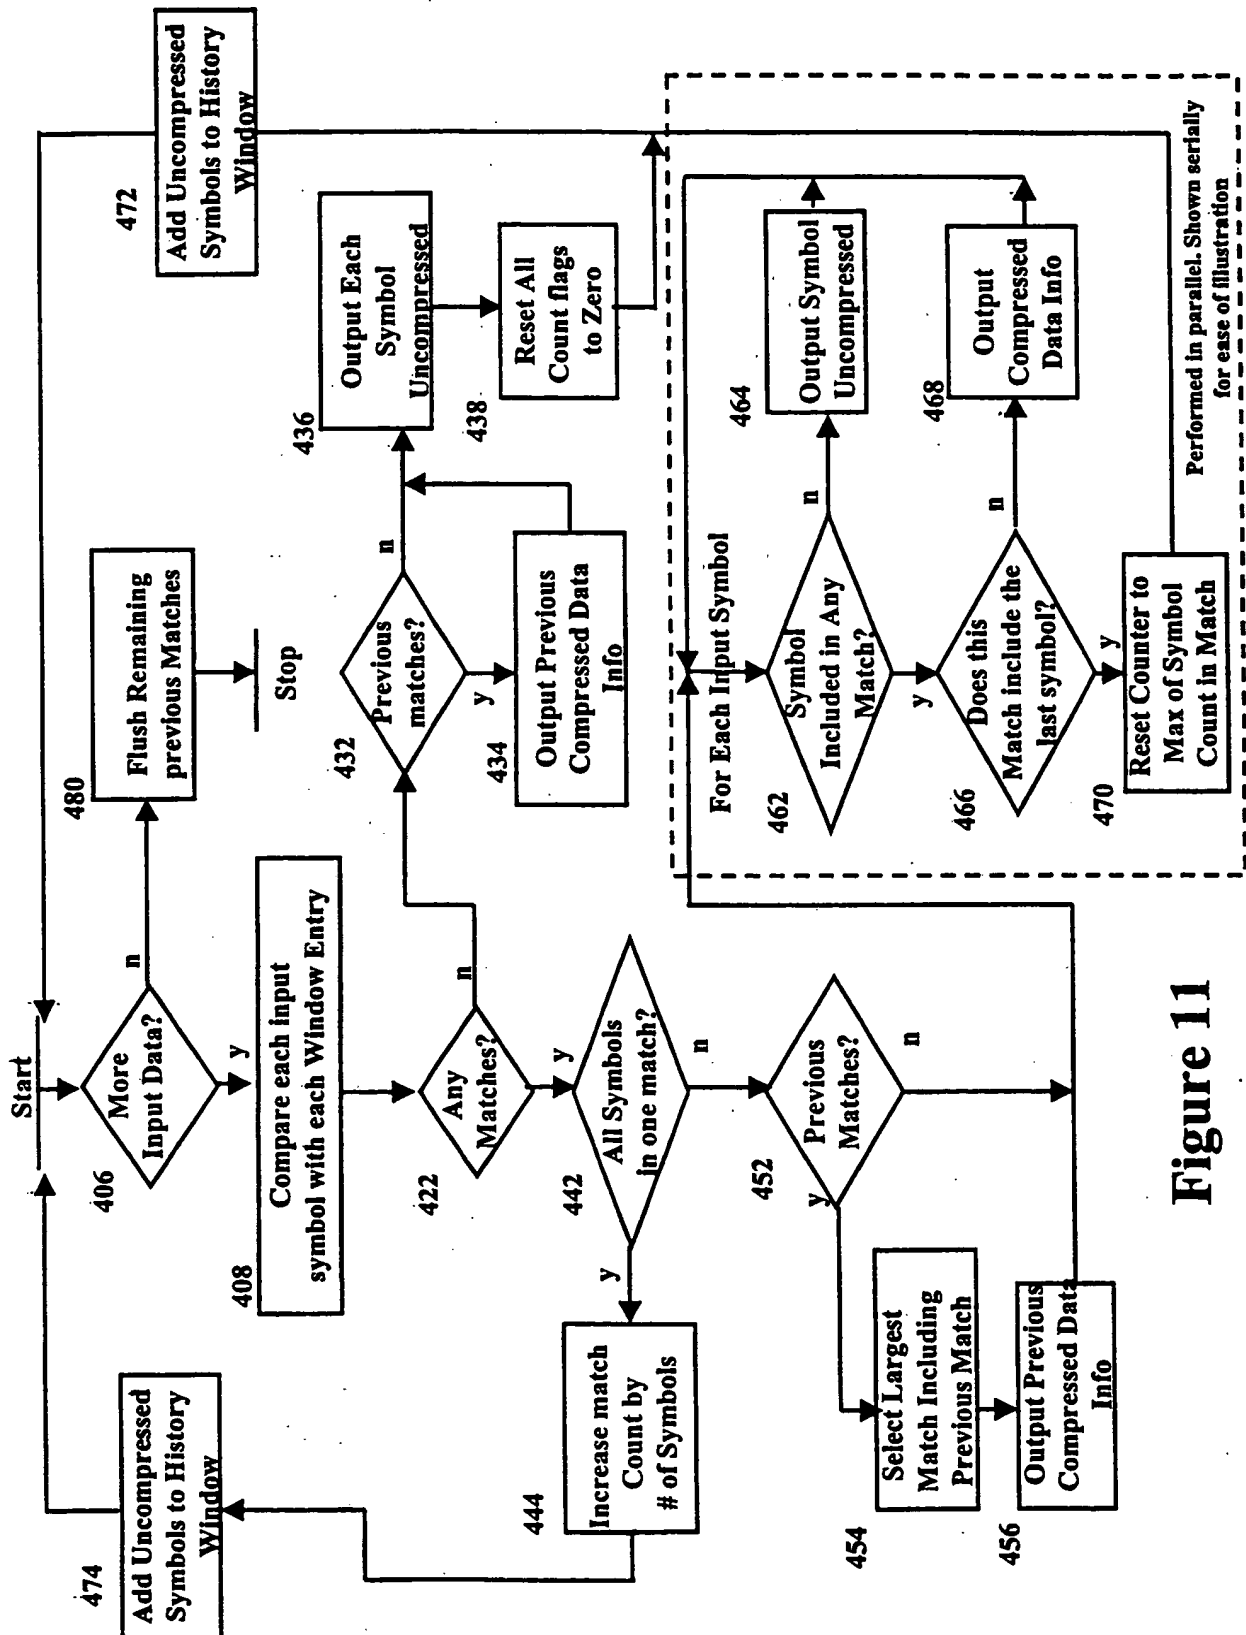 Start
406
More
Input Data?
n
y
480
Flush Remaining
previous Matches
Stop
408
Compare each input
symbol with each Window Entry
422
Any
Matches?
n
y
432
Previous
matches?
n
y
434
Output Previous
Compressed Data
Info
436
Output Each
Symbol
Uncompressed
438
Reset All
Count flags
to Zero
472
Add Uncompressed
Symbols to History
Window
442
All Symbols
in one match?
y
n
444
Increase match
Count by
# of Symbols
474
Add Uncompressed
Symbols to History
Window
452
Previous
Matches?
y
n
454
Select Largest
Match Including
Previous Match
456
Output Previous
Compressed Data
Info
For Each Input Symbol
462
Symbol
Included in Any
Match?
n
y
464
Output Symbol
Uncompressed
466
Does this
Match include the
last symbol?
n
y
468
Output
Compressed
Data Info
470
Reset Counter to
Max of Symbol
Count in Match
Performed in parallel. Shown serially
for ease of illustration
Figure 11